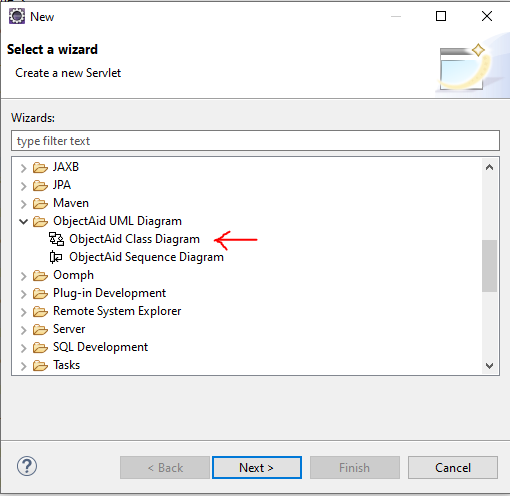 New
Select a wizard
Create a new Servlet
Wizards:
type filter text
JAXB
JPA
Maven
ObjectAid UML Diagram
ObjectAid Class Diagram
ObjectAid Sequence Diagram
Oomph
Plug-in Development
Remote System Explorer
Server
SQL Development
Tasks
?
< Back
Next >
Finish
Cancel